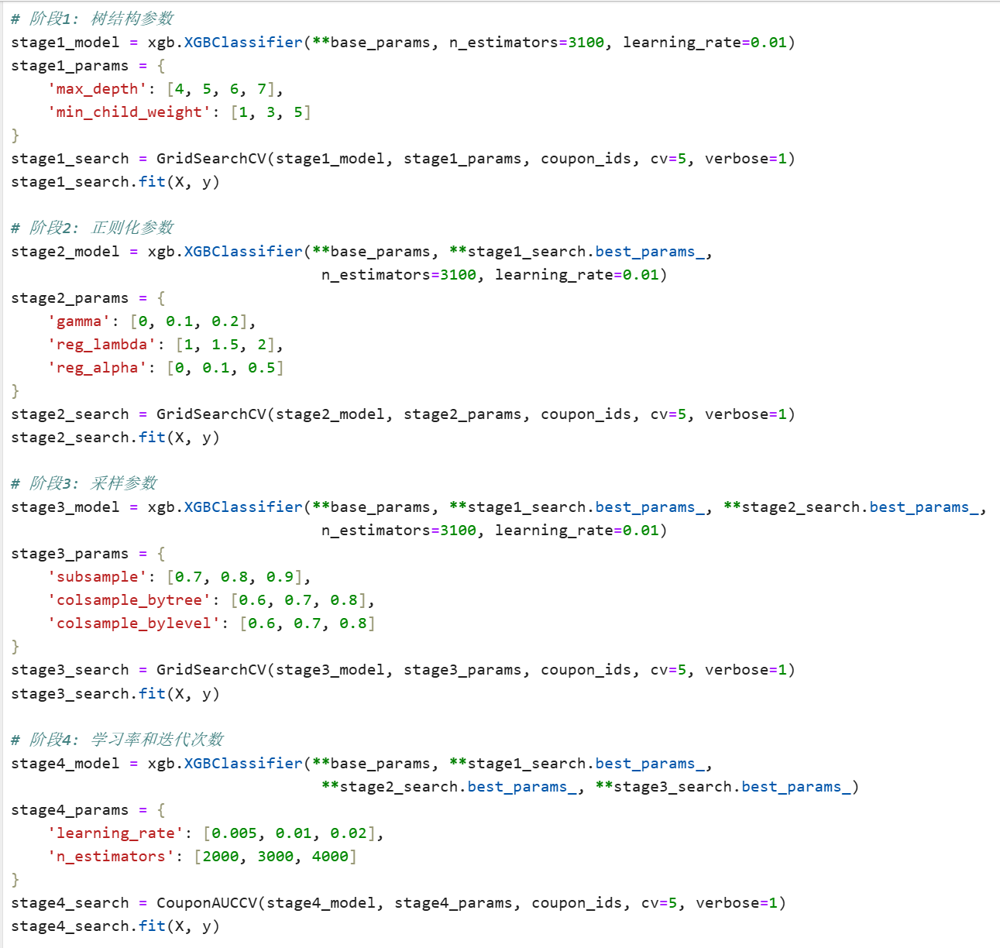 # 阶段1: 树结构参数
stage1_model = xgb.XGBClassifier(**base_params, n_estimators=3100, learning_rate=0.01)
stage1_params = {
    'max_depth': [4, 5, 6, 7],
    'min_child_weight': [1, 3, 5]
}
stage1_search = GridSearchCV(stage1_model, stage1_params, coupon_ids, cv=5, verbose=1)
stage1_search.fit(X, y)

# 阶段2: 正则化参数
stage2_model = xgb.XGBClassifier(**base_params, **stage1_search.best_params_,
                                  n_estimators=3100, learning_rate=0.01)
stage2_params = {
    'gamma': [0, 0.1, 0.2],
    'reg_lambda': [1, 1.5, 2],
    'reg_alpha': [0, 0.1, 0.5]
}
stage2_search = GridSearchCV(stage2_model, stage2_params, coupon_ids, cv=5, verbose=1)
stage2_search.fit(X, y)

# 阶段3: 采样参数
stage3_model = xgb.XGBClassifier(**base_params, **stage1_search.best_params_, **stage2_search.best_params_,
                                  n_estimators=3100, learning_rate=0.01)
stage3_params = {
    'subsample': [0.7, 0.8, 0.9],
    'colsample_bytree': [0.6, 0.7, 0.8],
    'colsample_bylevel': [0.6, 0.7, 0.8]
}
stage3_search = GridSearchCV(stage3_model, stage3_params, coupon_ids, cv=5, verbose=1)
stage3_search.fit(X, y)

# 阶段4: 学习率和迭代次数
stage4_model = xgb.XGBClassifier(**base_params, **stage1_search.best_params_,
                                  **stage2_search.best_params_, **stage3_search.best_params_)
stage4_params = {
    'learning_rate': [0.005, 0.01, 0.02],
    'n_estimators': [2000, 3000, 4000]
}
stage4_search = CouponAUCCV(stage4_model, stage4_params, coupon_ids, cv=5, verbose=1)
stage4_search.fit(X, y)